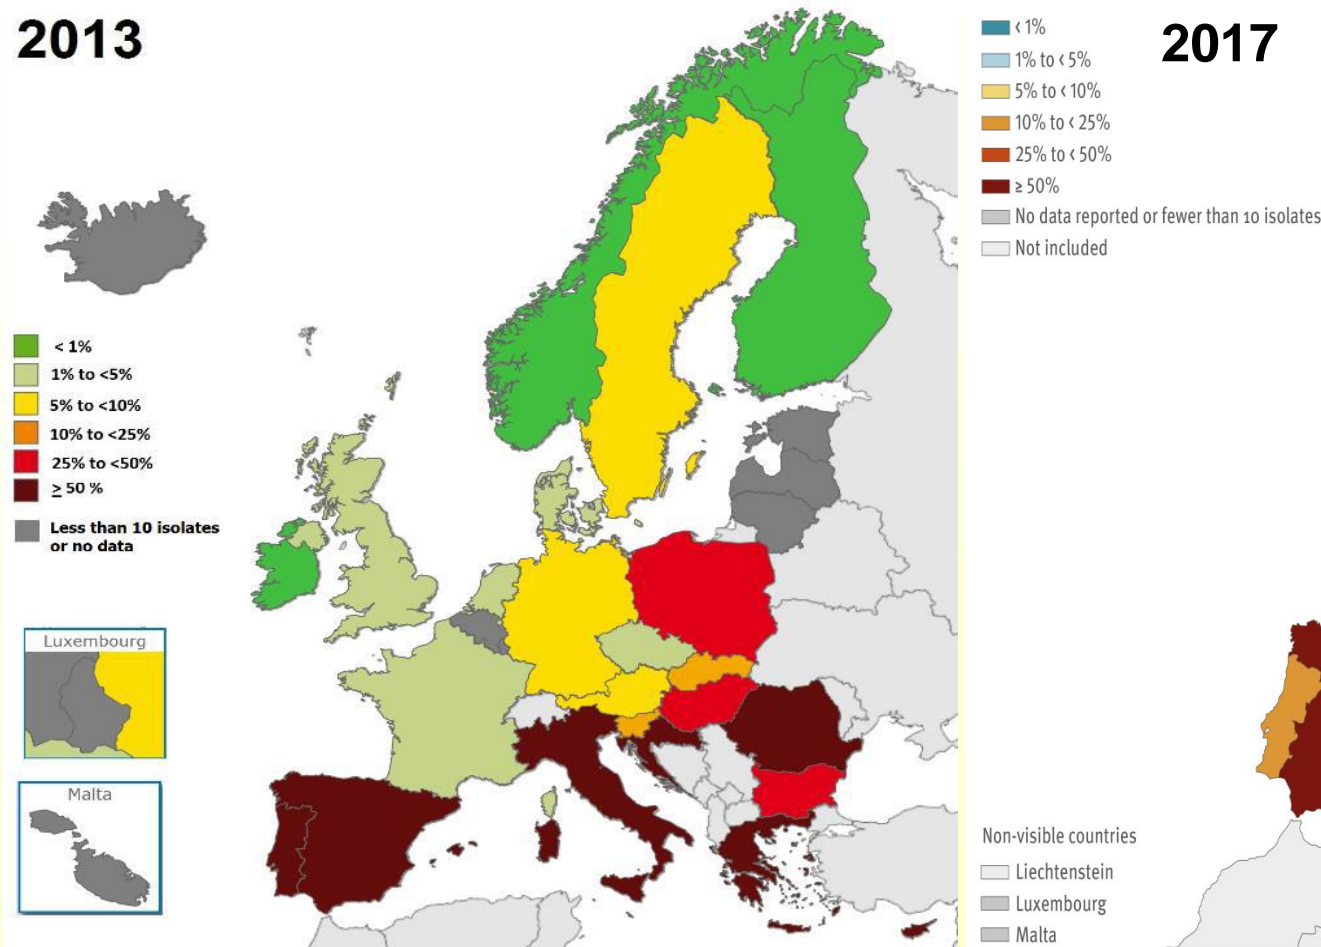 2013
< 1%
1% to <5%
5% to <10%
10% to <25%
25% to <50%
≥ 50 %
Less than 10 isolates
or no data
Luxembourg
Malta
2017
< 1%
1% to < 5%
5% to < 10%
10% to < 25%
25% to < 50%
≥ 50%
No data reported or fewer than 10 isolates
Not included
Non-visible countries
Liechtenstein
Luxembourg
Malta